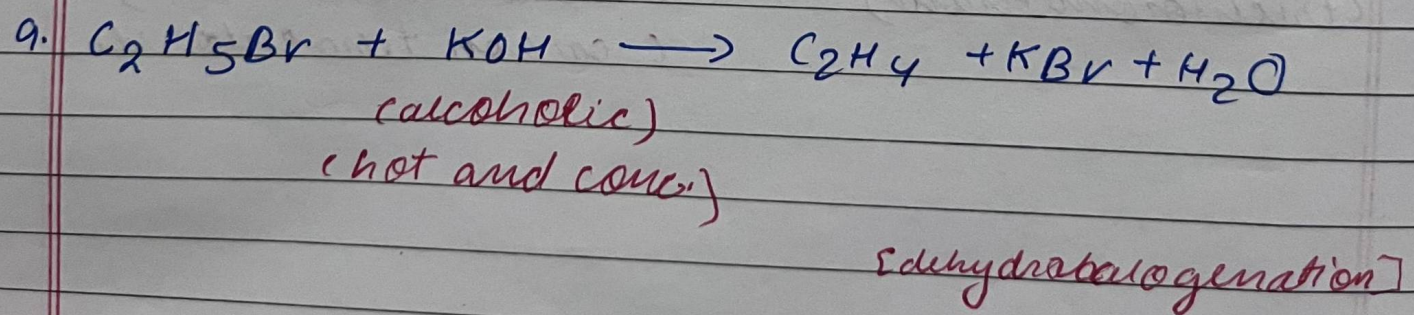 9. C₂H₅Br + KOH ⟶ C₂H₄ + KBr + H₂O
(alcoholic)
(hot and conc.)
[dehydrohalogenation]